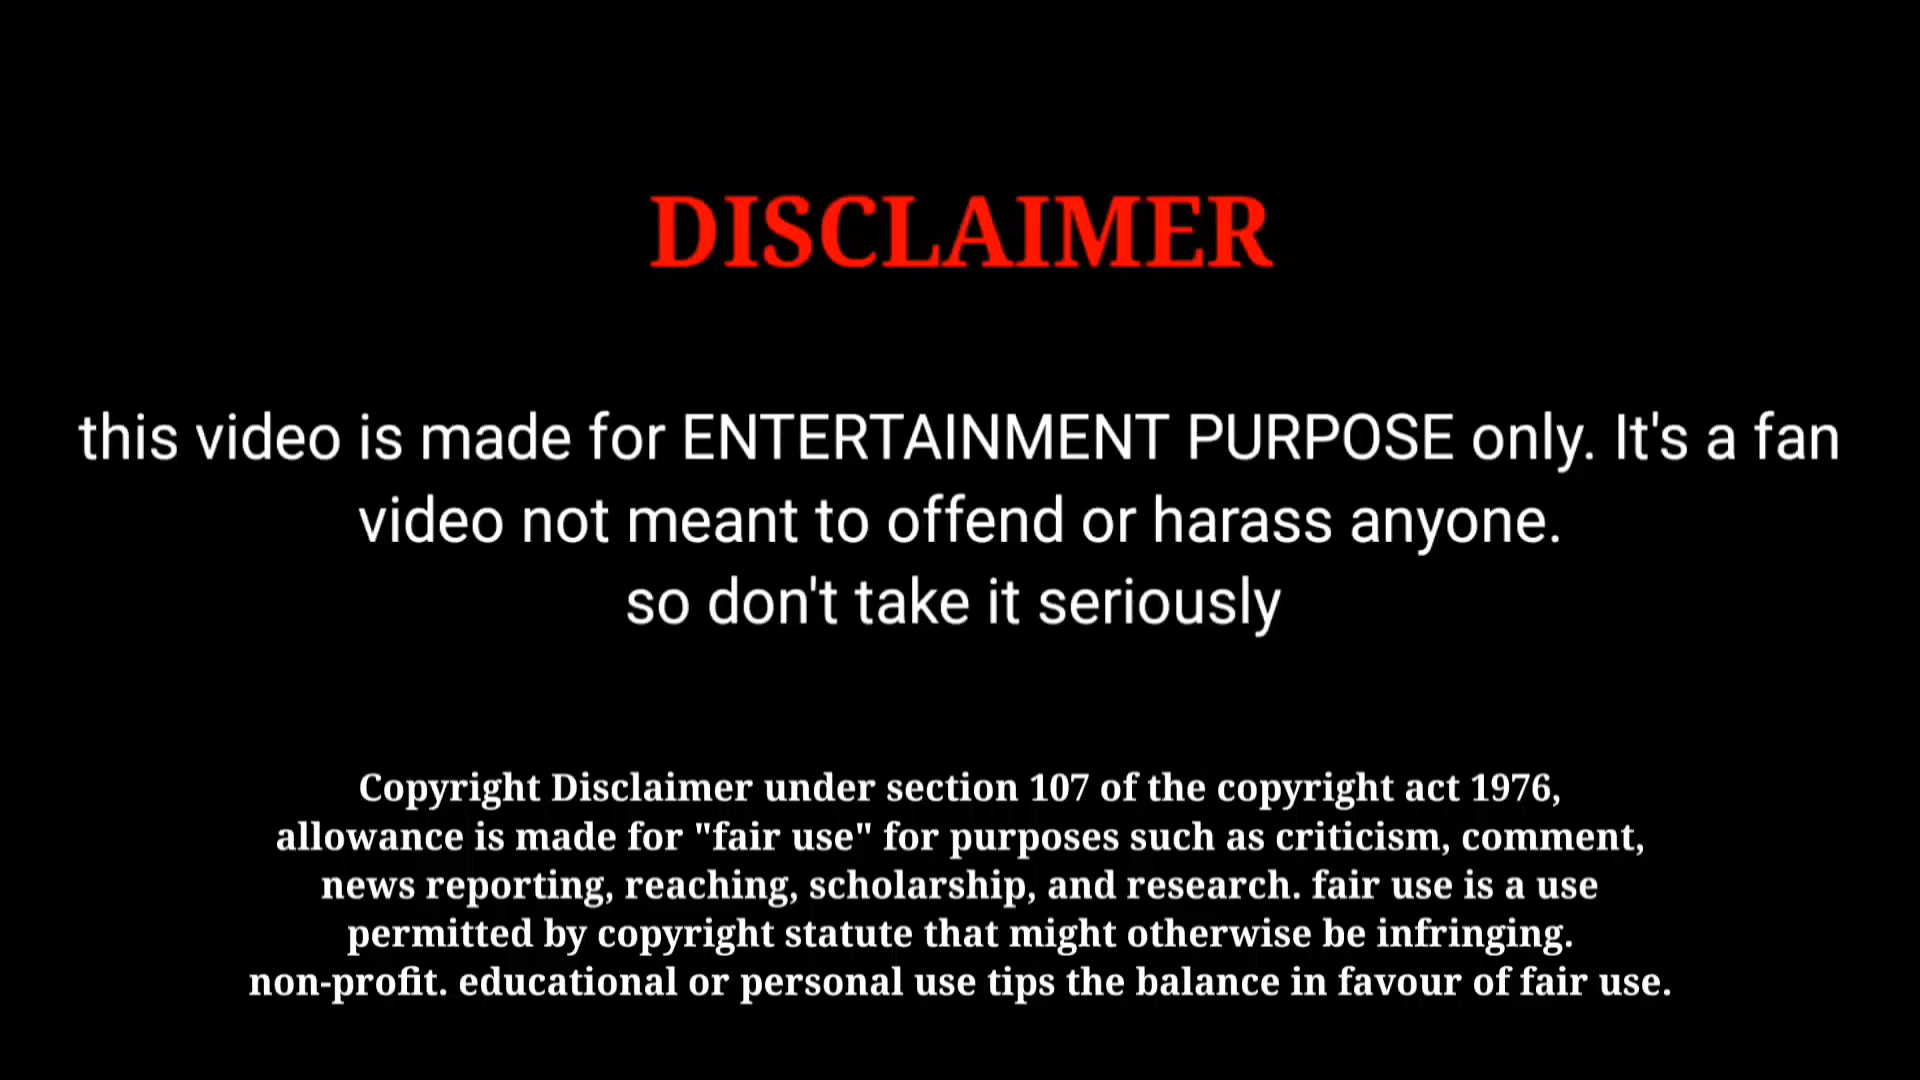 DISCLAIMER
this video is made for ENTERTAINMENT PURPOSE only. It's a fan
video not meant to offend or harass anyone.
so don't take it seriously
Copyright Disclaimer under section 107 of the copyright act 1976,
allowance is made for "fair use" for purposes such as criticism, comment,
news reporting, reaching, scholarship, and research. fair use is a use
permitted by copyright statute that might otherwise be infringing.
non-profit. educational or personal use tips the balance in favour of fair use.